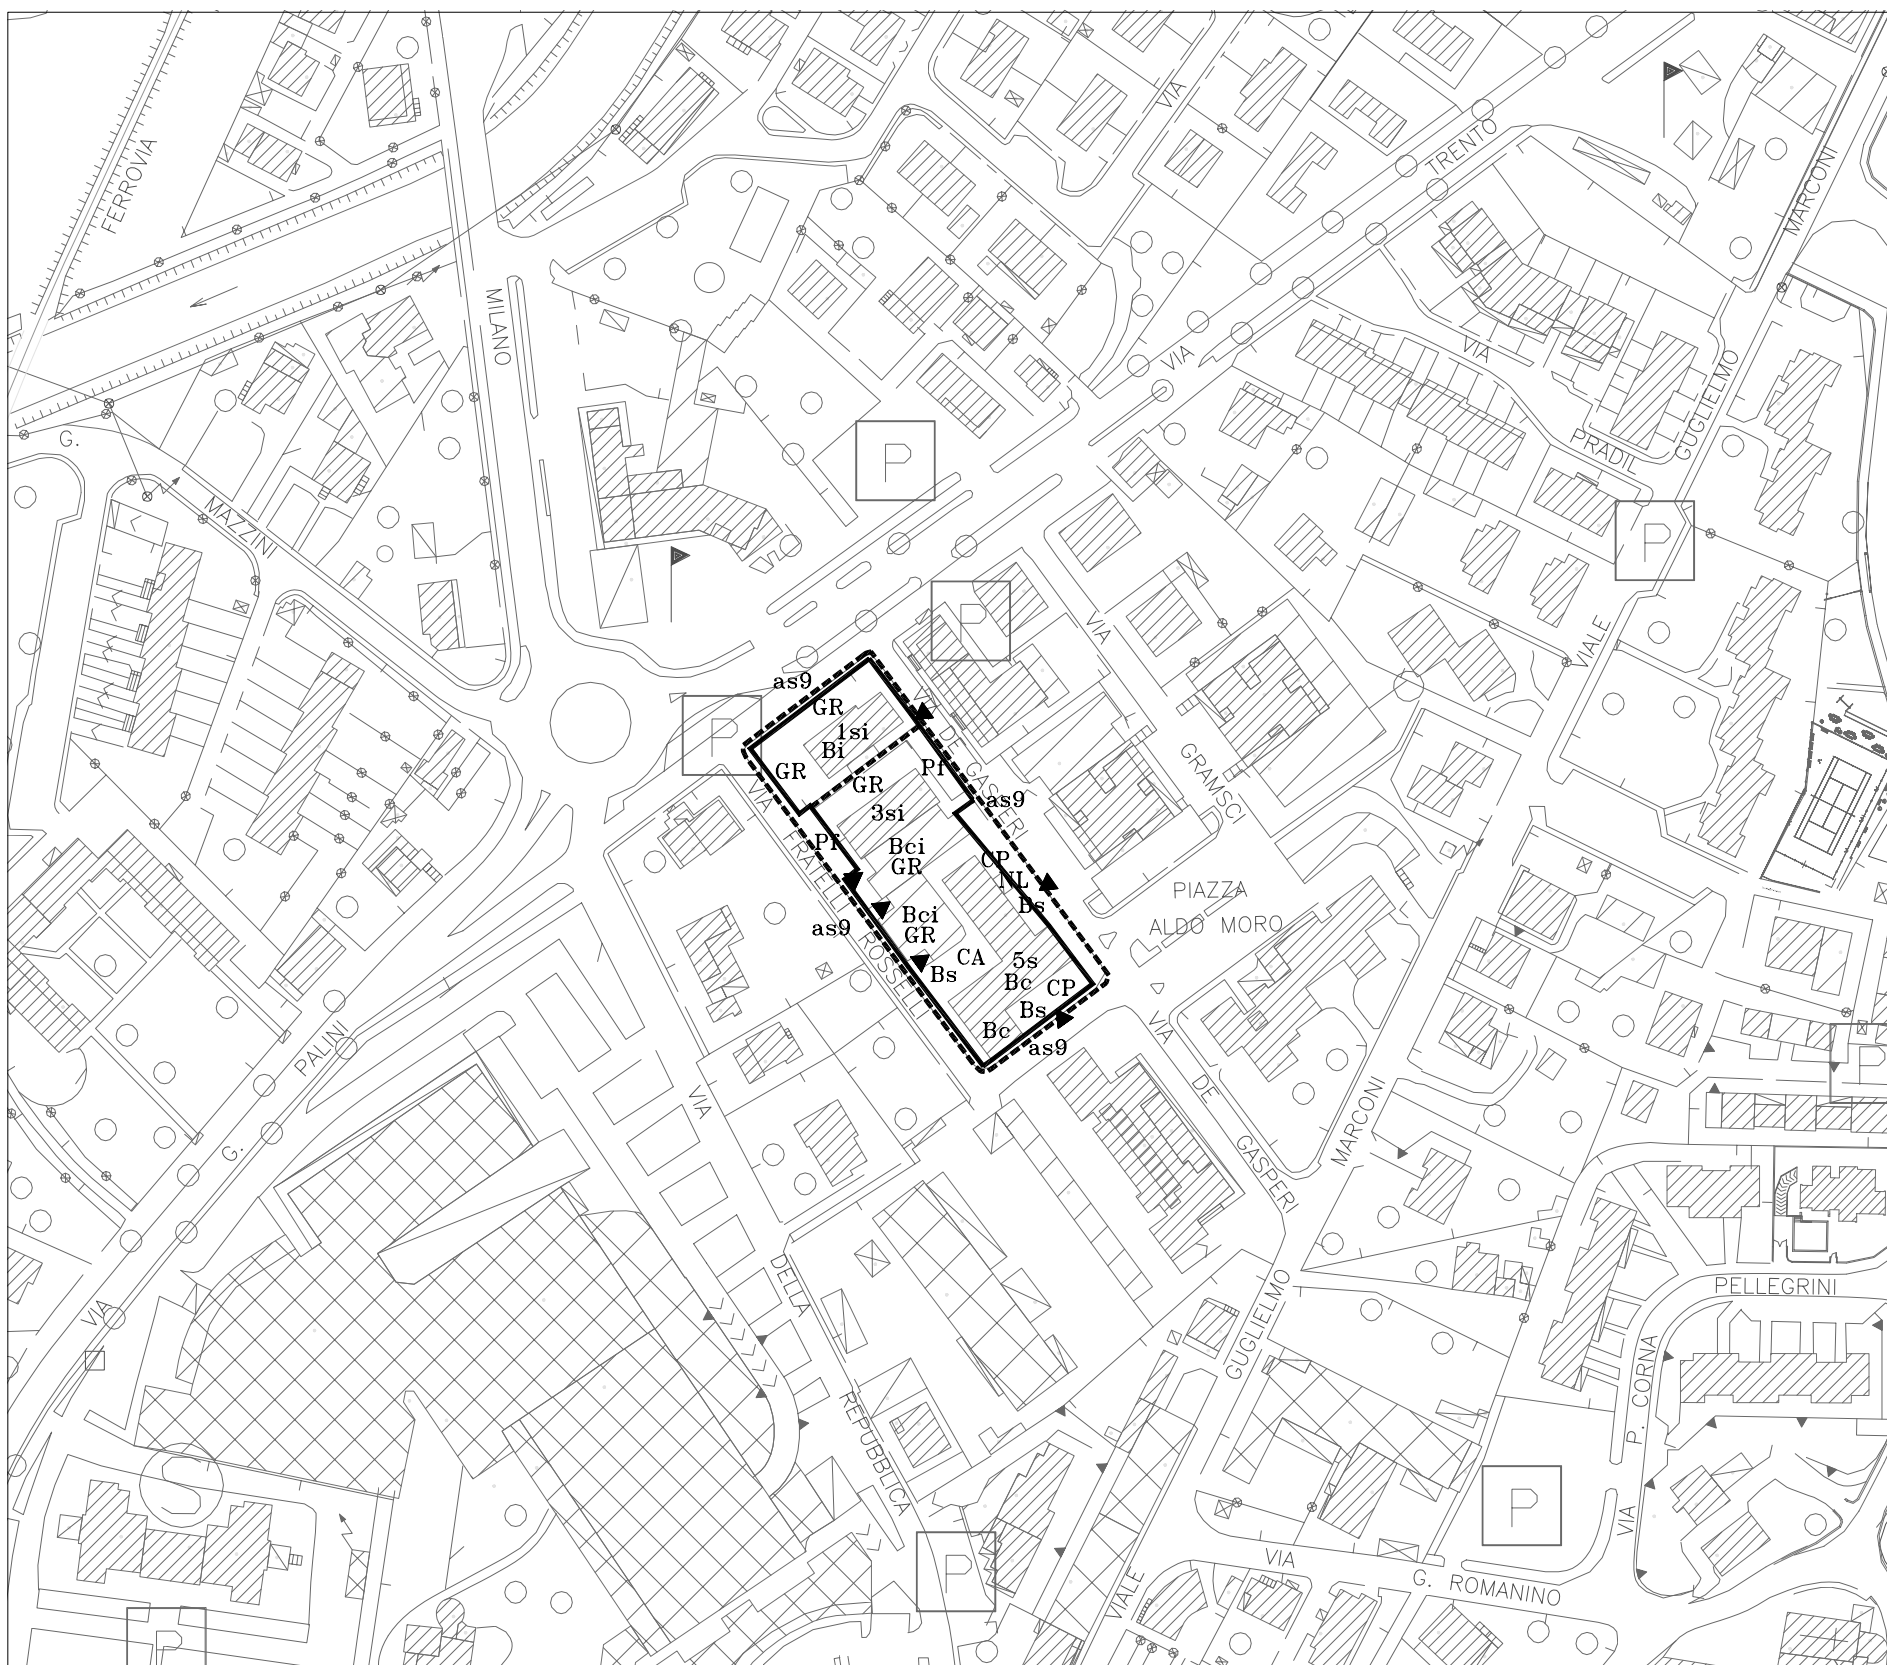 FERROVIA
MILANO
G.
MAZZINI
VIA
TRENTO
VIA
MARCONI
VIA
PRADIL
GUGLIELMO
VIALE
P
P
P
P
VIA
GRAMSCI
VIA DE GASPERI
as9
GR
1si
Bi
GR
GR
Pf
3si
as9
Pf
Bci
GR
CP
NL
Bs
Bci
GR
as9
CA
Bs
5s
Bc
CP
Bs
Bc
as9
VIA
FRATELLI
ROSSELLI
PIAZZA
ALDO MORO
VIA
DE
GASPERI
MARCONI
GUGLIELMO
VIALE
VIA
G.
PALINI
VIA
DELLA
REPUBBLICA
P
PELLEGRINI
VIA
P. CORNA
P
P
P
VIA
G. ROMANINO